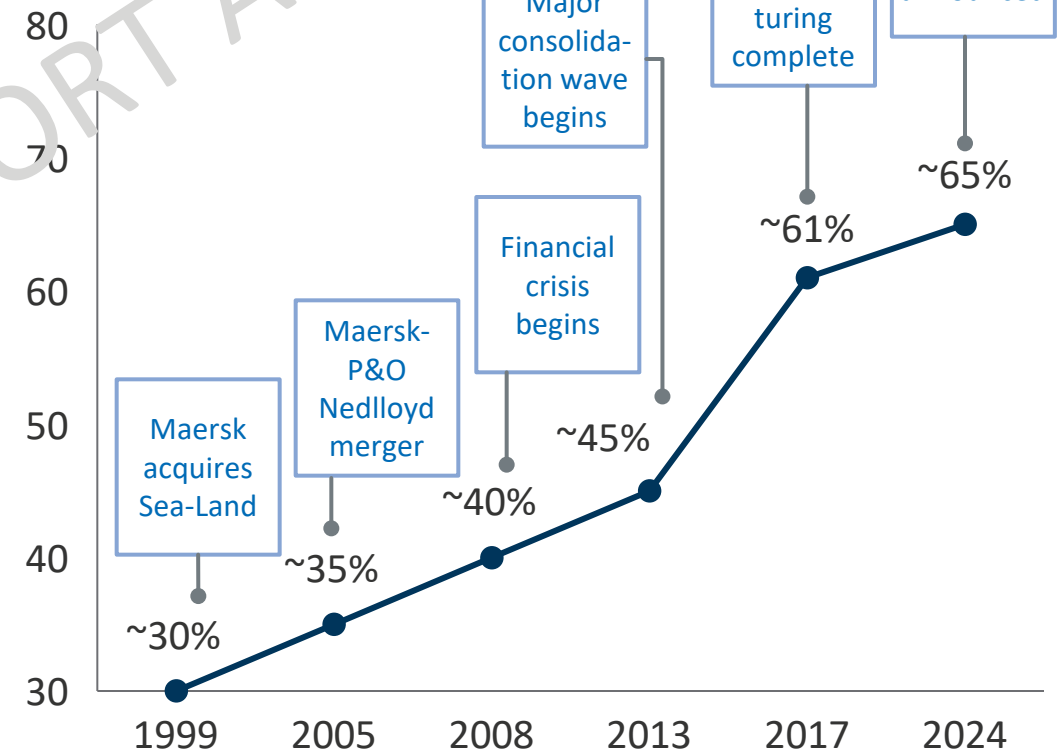 80
70
60
50
40
30
Major
consolida-
tion wave
begins
turing
complete
~65%
~61%
Financial
crisis
begins
~45%
Maersk-
P&O
Nedlloyd
merger
~40%
Maersk
acquires
Sea-Land
~35%
~30%
1999
2005
2008
2013
2017
2024